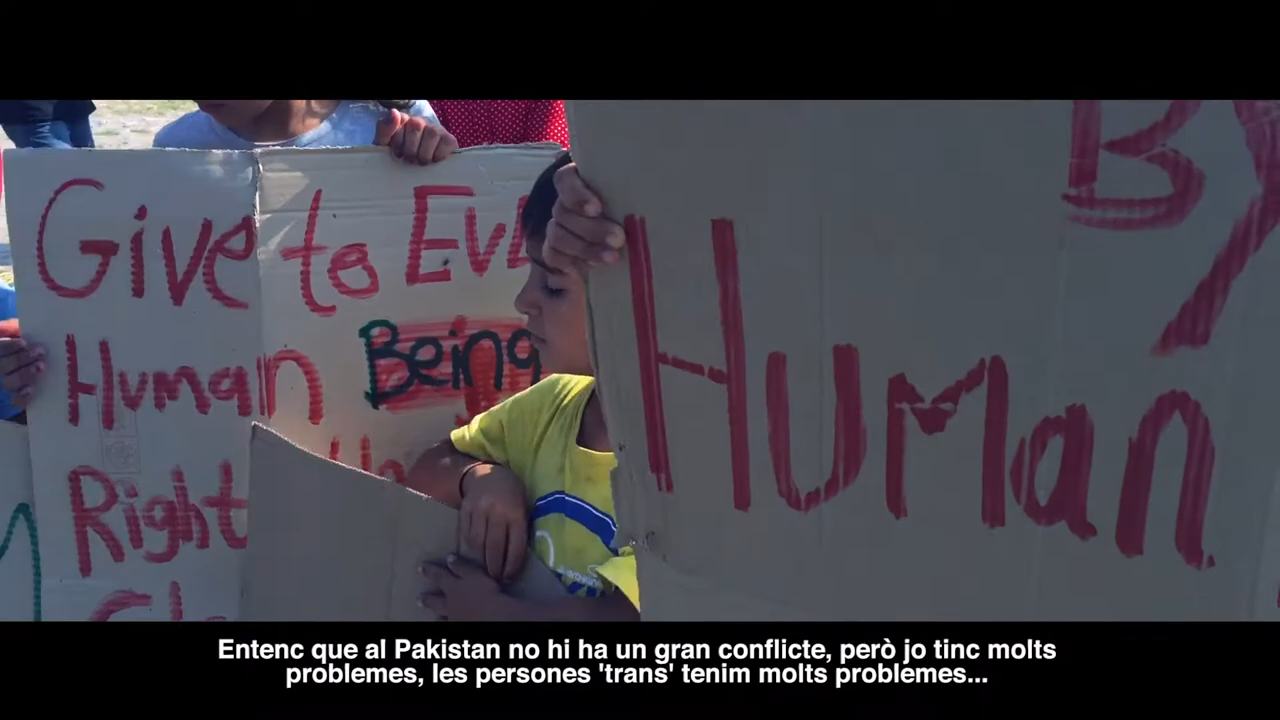 Give to
Human Being
Right
By
Human
Entenc que al Pakistan no hi ha un gran conflicte, però jo tinc molts
problemes, les persones 'trans' tenim molts problemes...